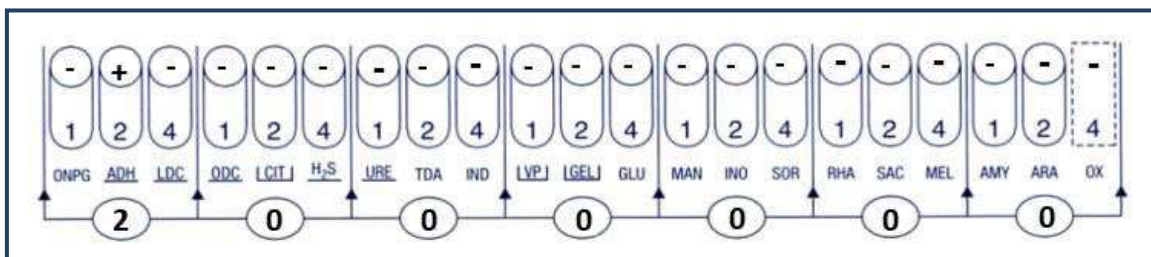 - + - - - - - - - - - - - - - - - - - - -
1 2 4 1 2 4 1 2 4 1 2 4 1 2 4 1 2 4 1 2 4
ONPG ADH LDC ODC CIT H₂S URE TDA IND VP GEL GLU MAN INO SOR RHA SAC MEL AMY ARA OX
2 0 0 0 0 0 0